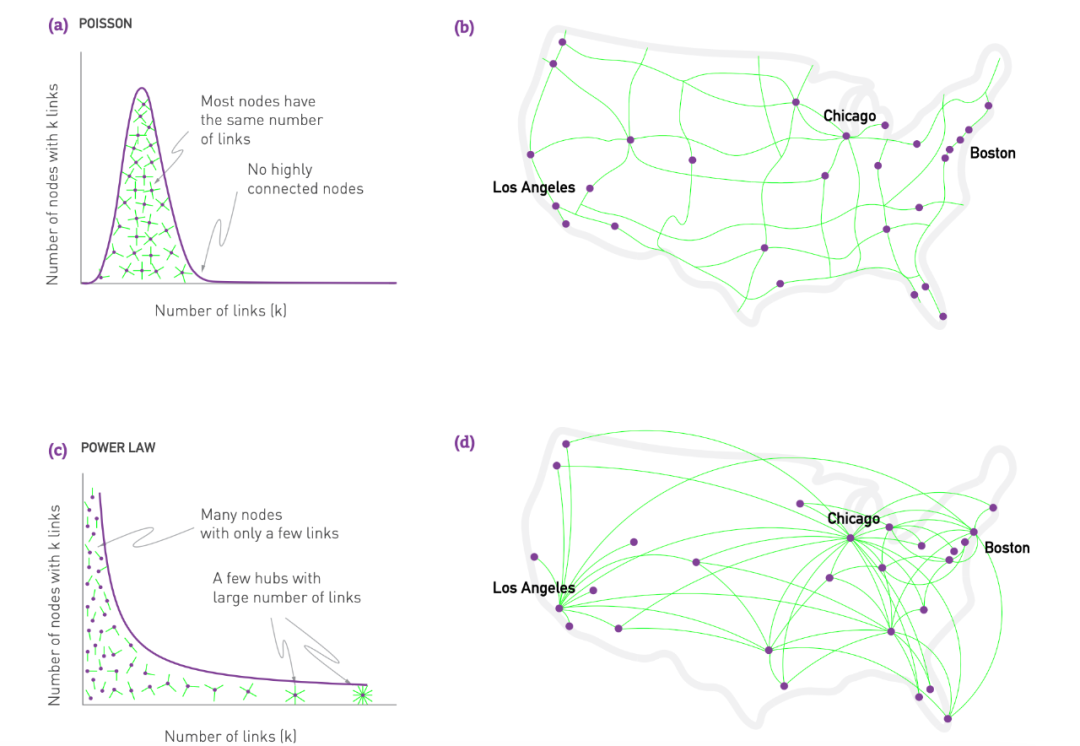 (a) POISSON
Number of nodes with k links
Most nodes have
the same number
of links
No highly
connected nodes
Number of links (k)
(b)
Chicago
Boston
Los Angeles
(c) POWER LAW
Number of nodes with k links
Many nodes
with only a few links
A few hubs with
large number of links
Number of links (k)
(d)
Chicago
Boston
Los Angeles